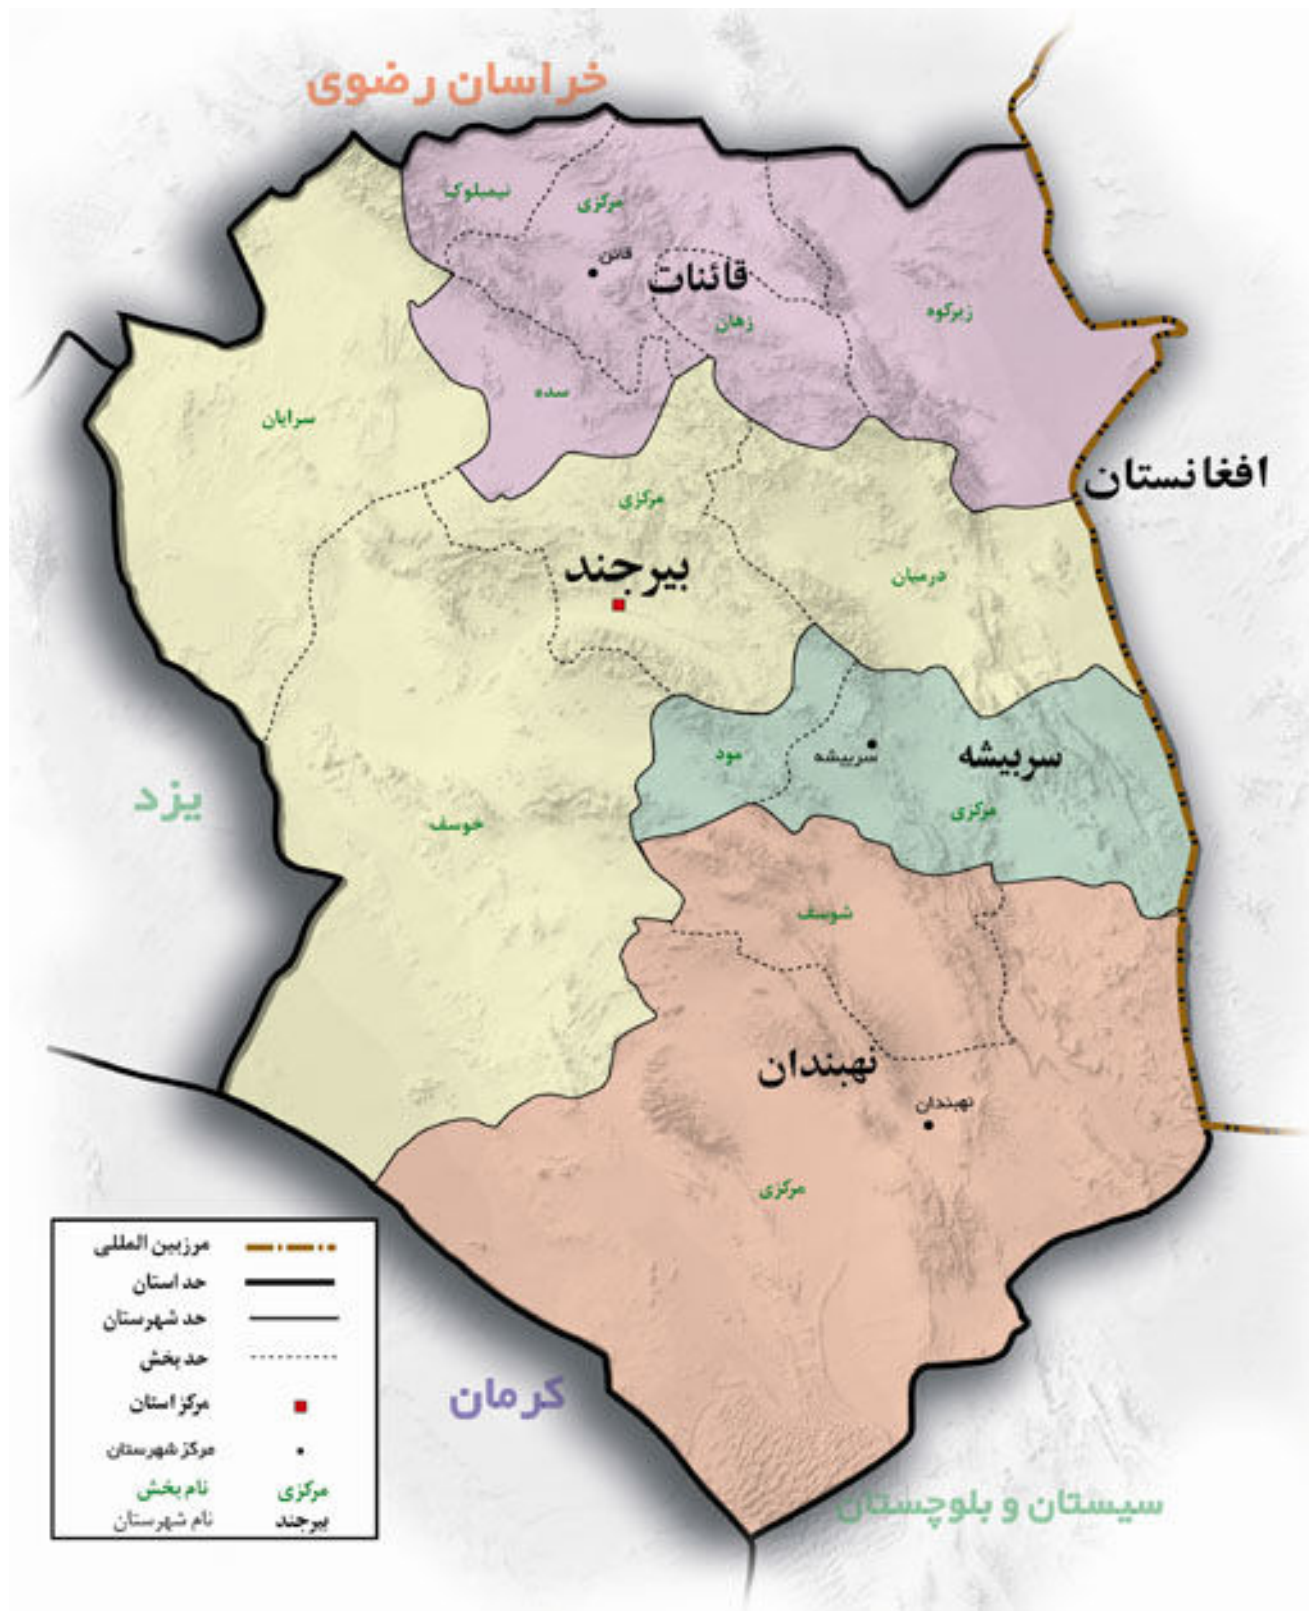 خراسان رضوی
نیمبلوک
مرکزی
قائن
قائنات
زیرکوه
زهان
سده
سرایان
افغانستان
مرکزی
بیرجند
درمیان
مود
سربیشه
سربیشه
مرکزی
یزد
خوسف
شوسف
نهبندان
نهبندان
مرکزی
مرزبین المللی
حد استان
حد شهرستان
حد بخش
مرکز استان
مرکز شهرستان
مرکزی نام بخش
بیرجند نام شهرستان
کرمان
سیستان و بلوچستان